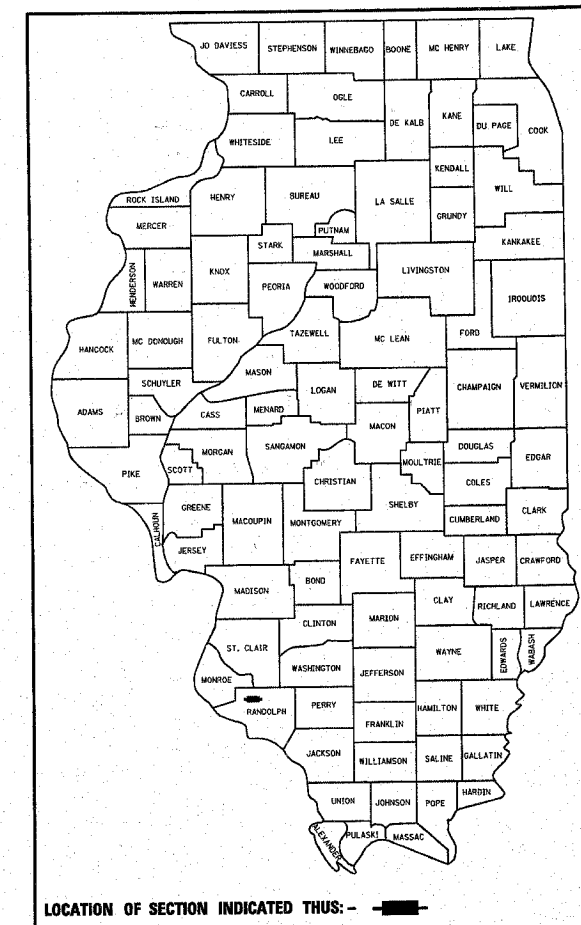 JO DAVIESS STEPHENSON WINNEBAGO BOONE MC HENRY LAKE
CARROLL OGLE DE KALB KANE DU PAGE COOK
WHITESIDE LEE
KENDALL WILL
ROCK ISLAND HENRY BUREAU LA SALLE GRUNDY
MERCER PUTNAM KANKAKEE
STARK MARSHALL
HENDERSON WARREN KNOX PEORIA WOODFORD LIVINGSTON IROQUOIS
HANCOCK MC DONOUGH FULTON TAZEWELL MC LEAN FORD
MASON
SCHUYLER LOGAN DE WITT CHAMPAIGN VERMILION
ADAMS BROWN CASS MENARD MACON PIATT
MORGAN SANGAMON DOUGLAS EDGAR
PIKE SCOTT CHRISTIAN MOULTRIE COLES
GREENE MACOUPIN MONTGOMERY SHELBY CUMBERLAND CLARK
CALHOUN JERSEY
FAYETTE EFFINGHAM JASPER CRAWFORD
MADISON BOND
CLAY RICHLAND LAWRENCE
CLINTON MARION
ST. CLAIR WAYNE EDWARDS WABASH
WASHINGTON JEFFERSON
MONROE
RANDOLPH PERRY HAMILTON WHITE
FRANKLIN
JACKSON WILLIAMSON SALINE GALLATIN
HARDIN
UNION JOHNSON POPE
ALEXANDER PULASKI MASSAC
LOCATION OF SECTION INDICATED THUS: -